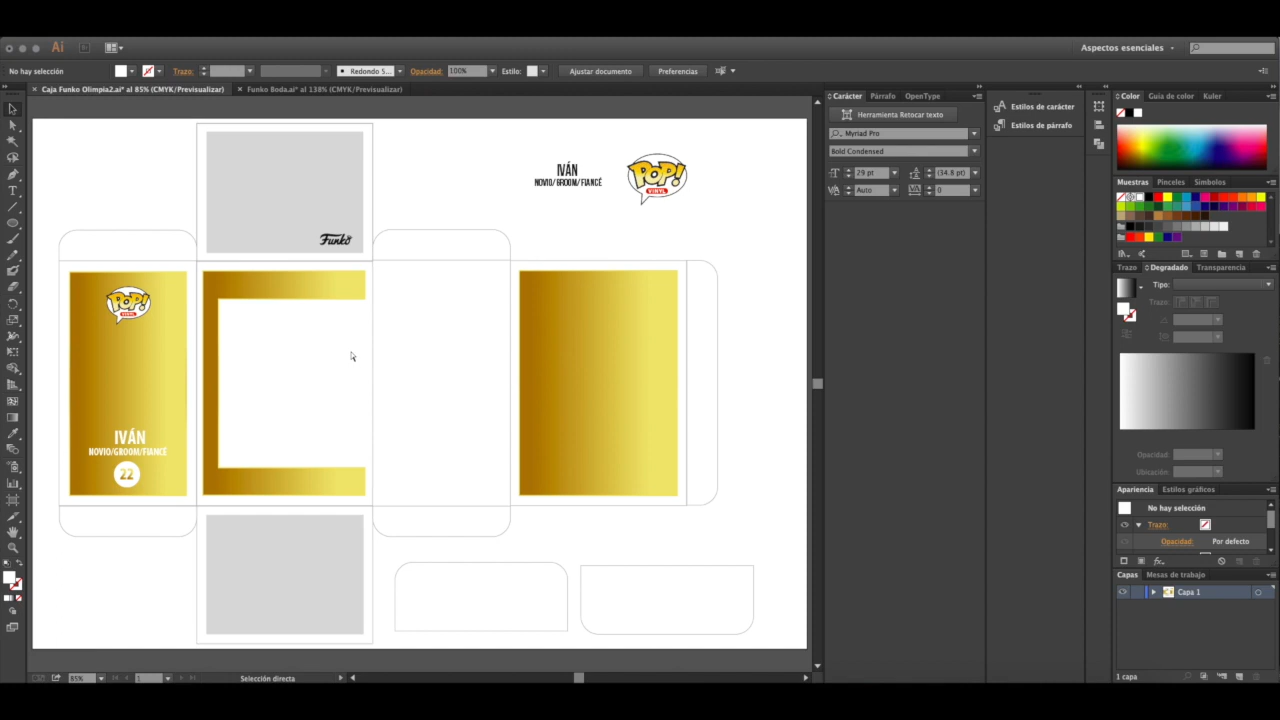 Ai
Aspectos esenciales
No hay selección
Trazo:
Redondo S...
Opacidad:
100%
Estilo:
Ajustar documento
Preferencias
Caja Funko Olimpia2.ai* al 85% (CMYK/Previsualizar)
Funko Boda.ai* al 138% (CMYK/Previsualizar)
Carácter
Párrafo
OpenType
Herramienta Retocar texto
Myriad Pro
Bold Condensed
29 pt
(34.8 pt)
Auto
0
Estilos de carácter
Estilos de párrafo
Color
Guía de color
Kuler
Muestras
Pinceles
Símbolos
Trazo
Degradado
Transparencia
Tipo:
Trazo:
Opacidad:
Ubicación:
Apariencia
Estilos gráficos
No hay selección
Trazo:
Opacidad:
Por defecto
fx
Capas
Mesas de trabajo
Capa 1
1 capa
IVÁN
NOVIO/GROOM/FIANCÉ
POP!
VINYL
Funko
POP!
VINYL
IVÁN
NOVIO/GROOM/FIANCÉ
22
85%
1
Selección directa